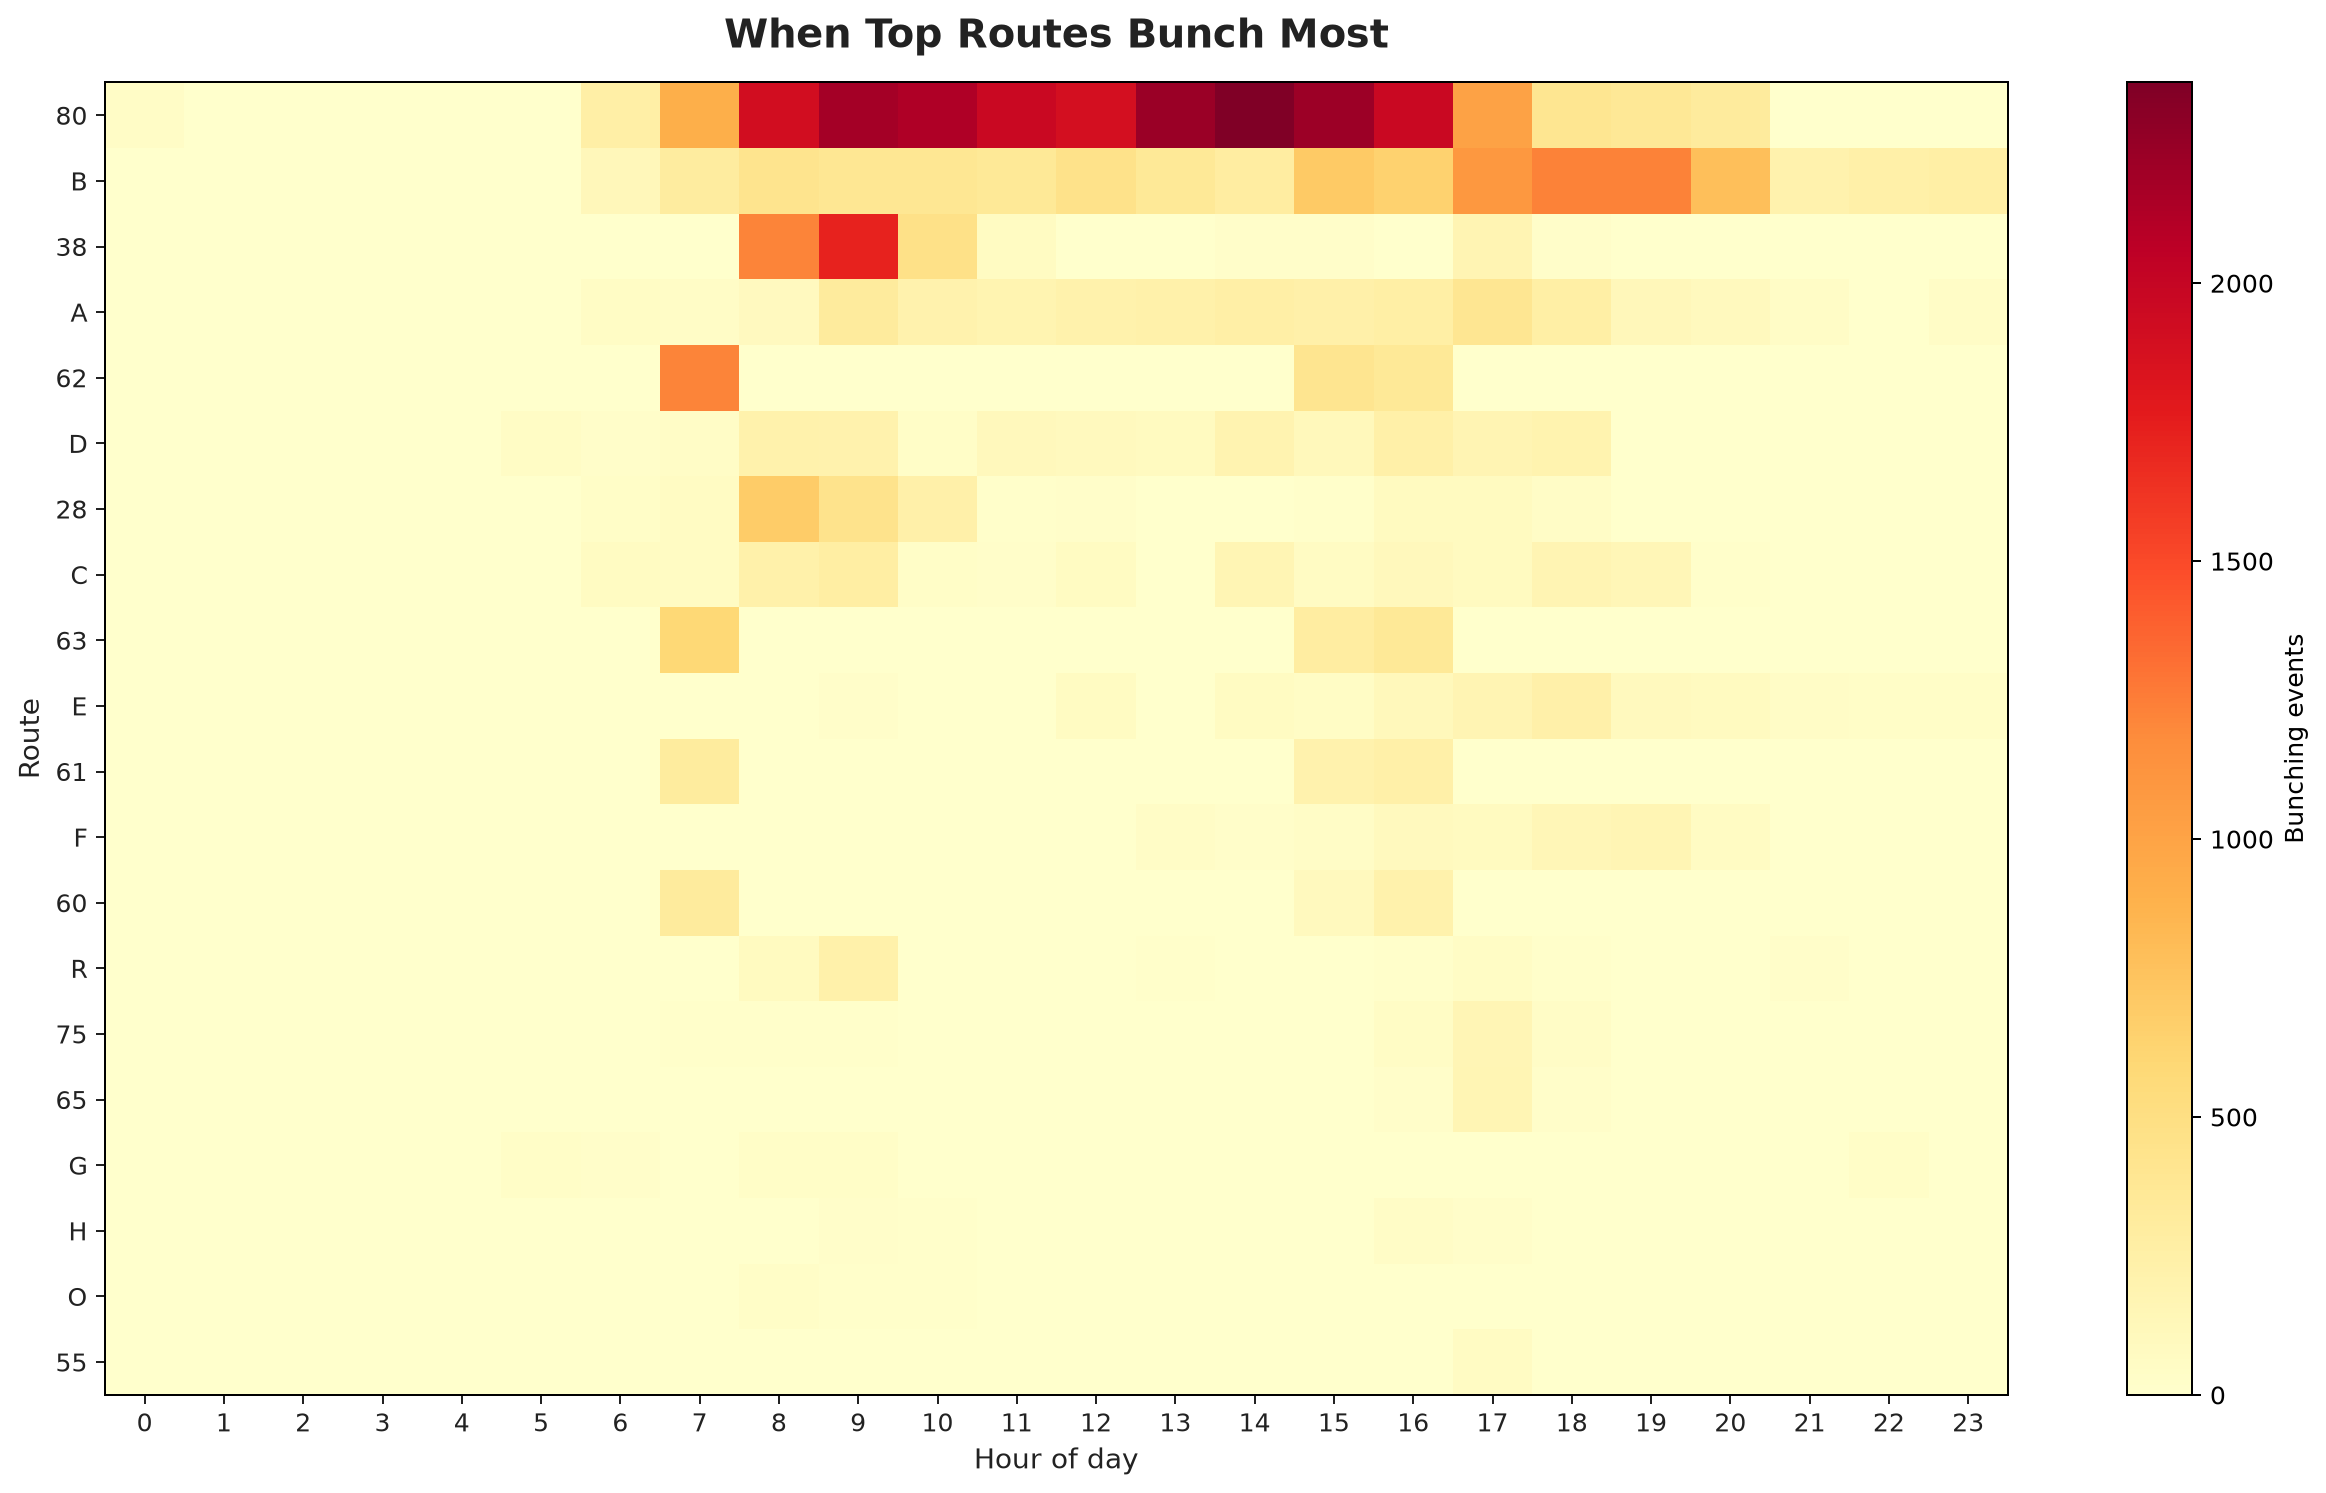 When Top Routes Bunch Most
80
B
38
A
62
D
28
C
63
E
61
F
60
R
75
65
G
H
O
55
Route
0 1 2 3 4 5 6 7 8 9 10 11 12 13 14 15 16 17 18 19 20 21 22 23
Hour of day
2000
1500
1000
500
0
Bunching events